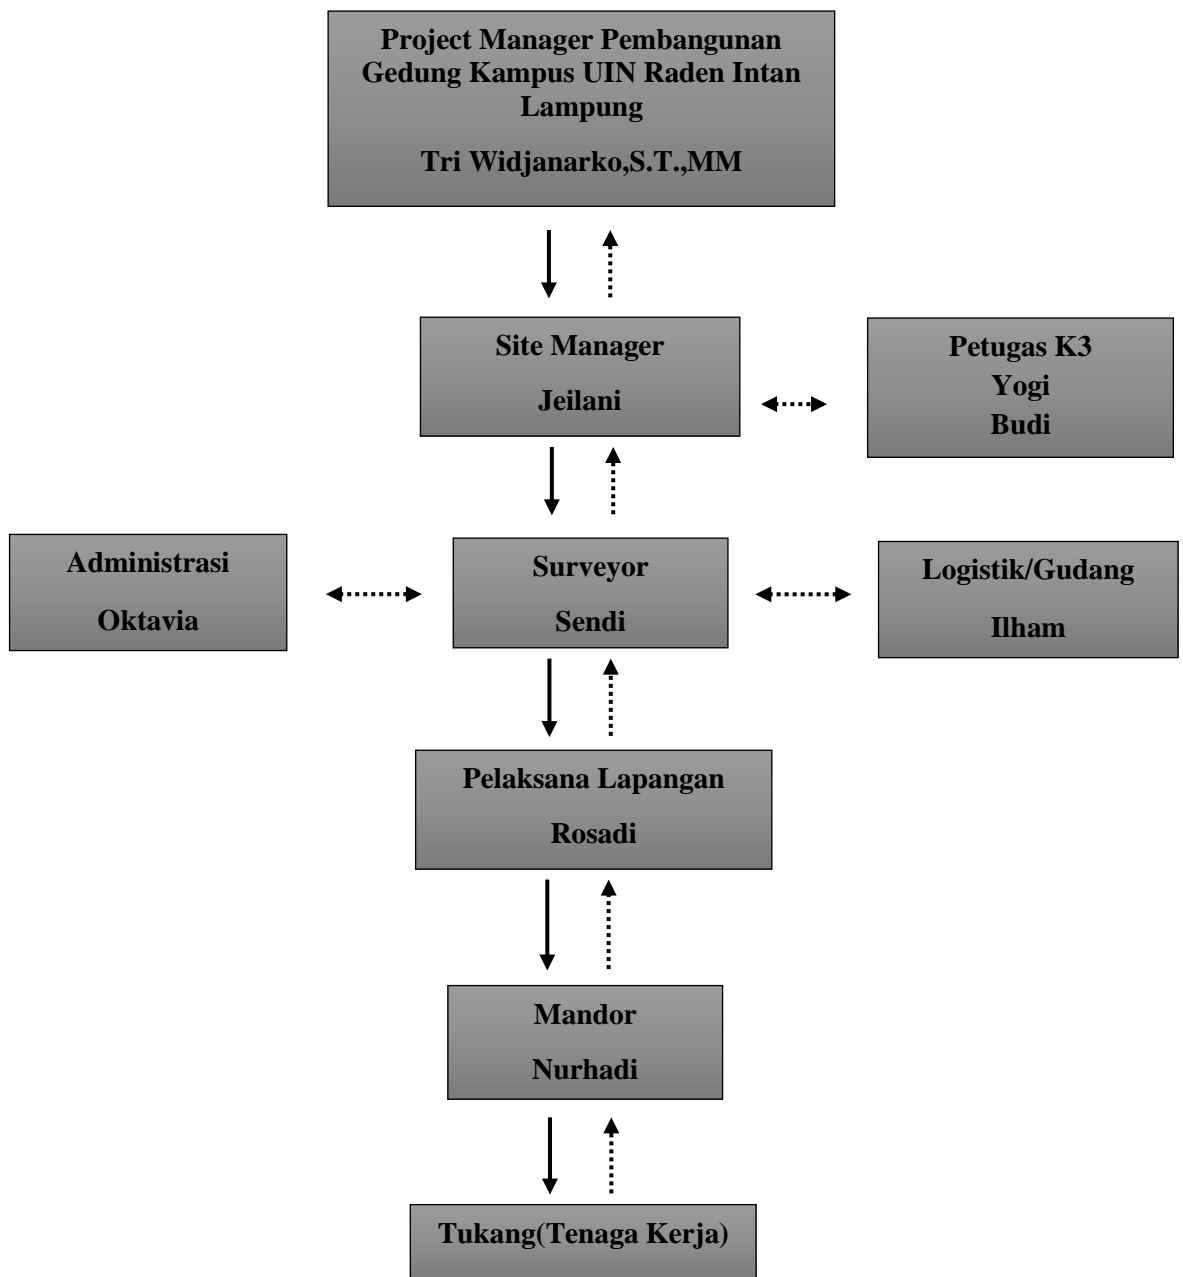 Project Manager Pembangunan
Gedung Kampus UIN Raden Intan
Lampung
Tri Widjanarko,S.T.,MM
Site Manager
Jeilani
Petugas K3
Yogi
Budi
Administrasi
Oktavia
Surveyor
Sendi
Logistik/Gudang
Ilham
Pelaksana Lapangan
Rosadi
Mandor
Nurhadi
Tukang(Tenaga Kerja)